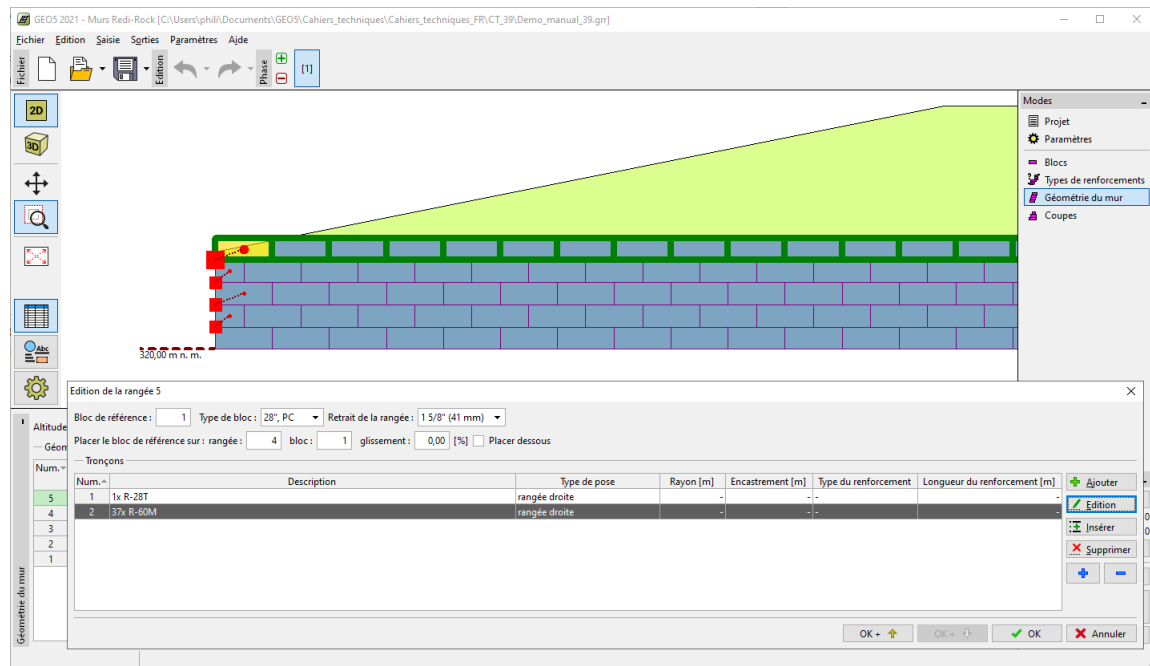 GEO5 2021 - Murs Redi-Rock [C:\Users\phili\Documents\GEO5\Cahiers_techniques\Cahiers_techniques_FR\CT_39\Demo_manual_39.grr]
Fichier Edition Saisie Sorties Paramètres Aide
Fichier
Edition
Phase
[1]
2D
3D
Abc
320,00 m n. m.
Modes
Projet
Paramètres
Blocs
Types de renforcements
Géométrie du mur
Coupes
Géométrie du mur
Altitude
Géom
Num.
5
4
3
2
1
Edition de la rangée 5
Bloc de référence : 1 Type de bloc : 28", PC Retrait de la rangée : 1 5/8" (41 mm)
Placer le bloc de référence sur : rangée : 4 bloc : 1 glissement : 0,00 [%] Placer dessous
Tronçons
Num. Description Type de pose Rayon [m] Encastrement [m] Type du renforcement Longueur du renforcement [m]
1 1x R-28T rangée droite - - - -
2 37x R-60M rangée droite - - - -
Ajouter
Edition
Insérer
Supprimer
OK + OK + OK Annuler